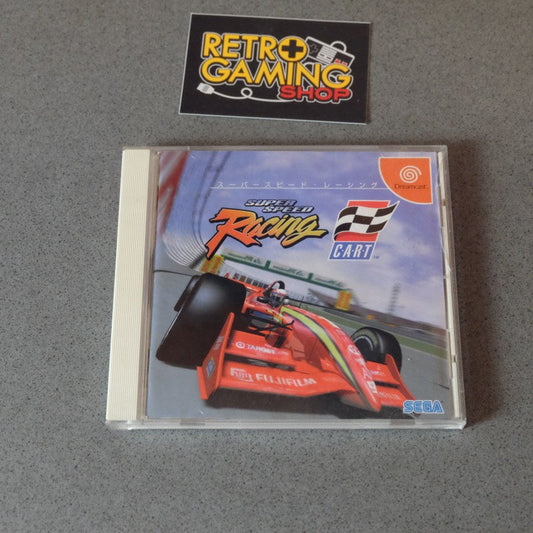 RETRO
GAMING
SHOP
スーパースピード・レーシング
Dreamcast
SUPER
SPEED
Racing
CART
TARGET
FUJIFILM
SEGA